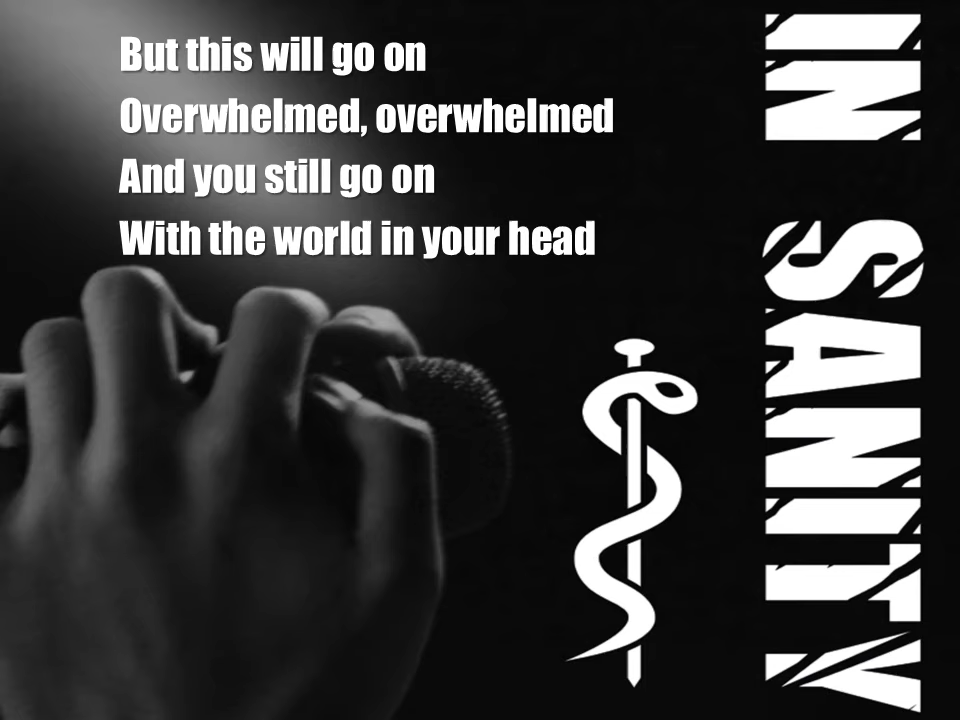 But this will go on
Overwhelmed, overwhelmed
And you still go on
With the world in your head
IN SANITY